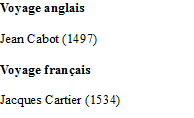 Voyage anglais
Jean Cabot (1497)
Voyage français
Jacques Cartier (1534)